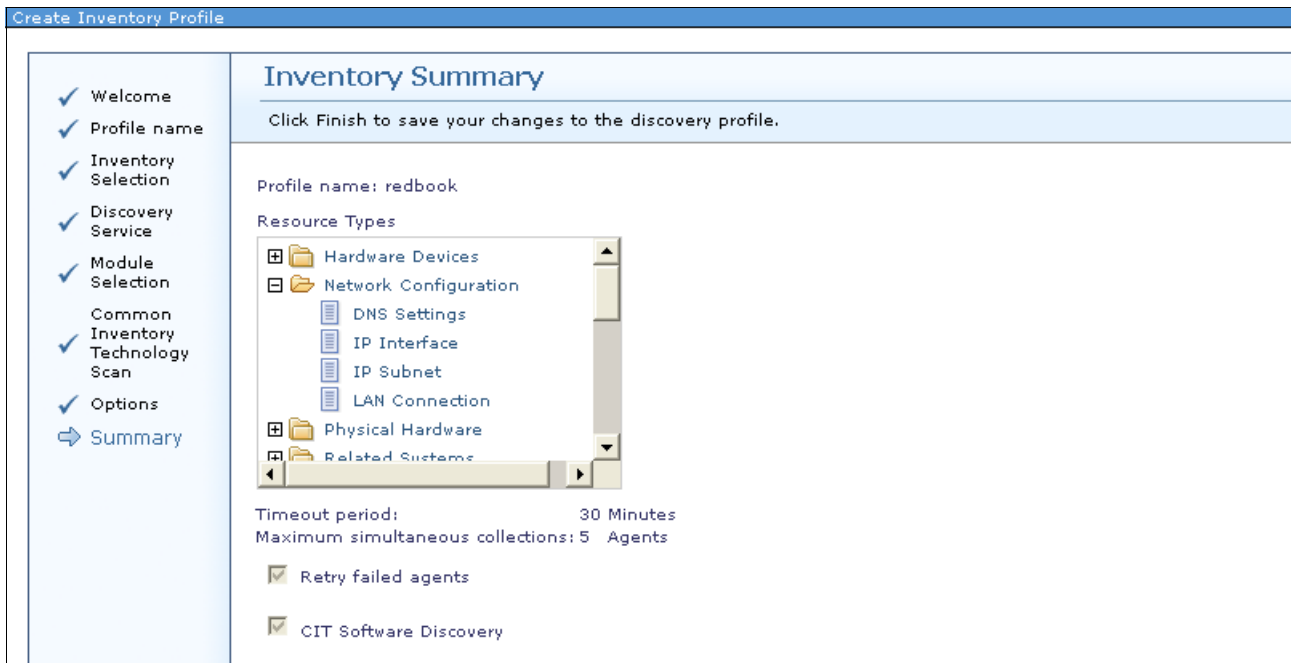 Create Inventory Profile
Welcome
Profile name
Inventory
Selection
Discovery
Service
Module
Selection
Common
Inventory
Technology
Scan
Options
Summary
Inventory Summary
Click Finish to save your changes to the discovery profile.
Profile name: redbook
Resource Types
Hardware Devices
Network Configuration
DNS Settings
IP Interface
IP Subnet
LAN Connection
Physical Hardware
Related Systems
Timeout period: 30 Minutes
Maximum simultaneous collections: 5 Agents
Retry failed agents
CIT Software Discovery